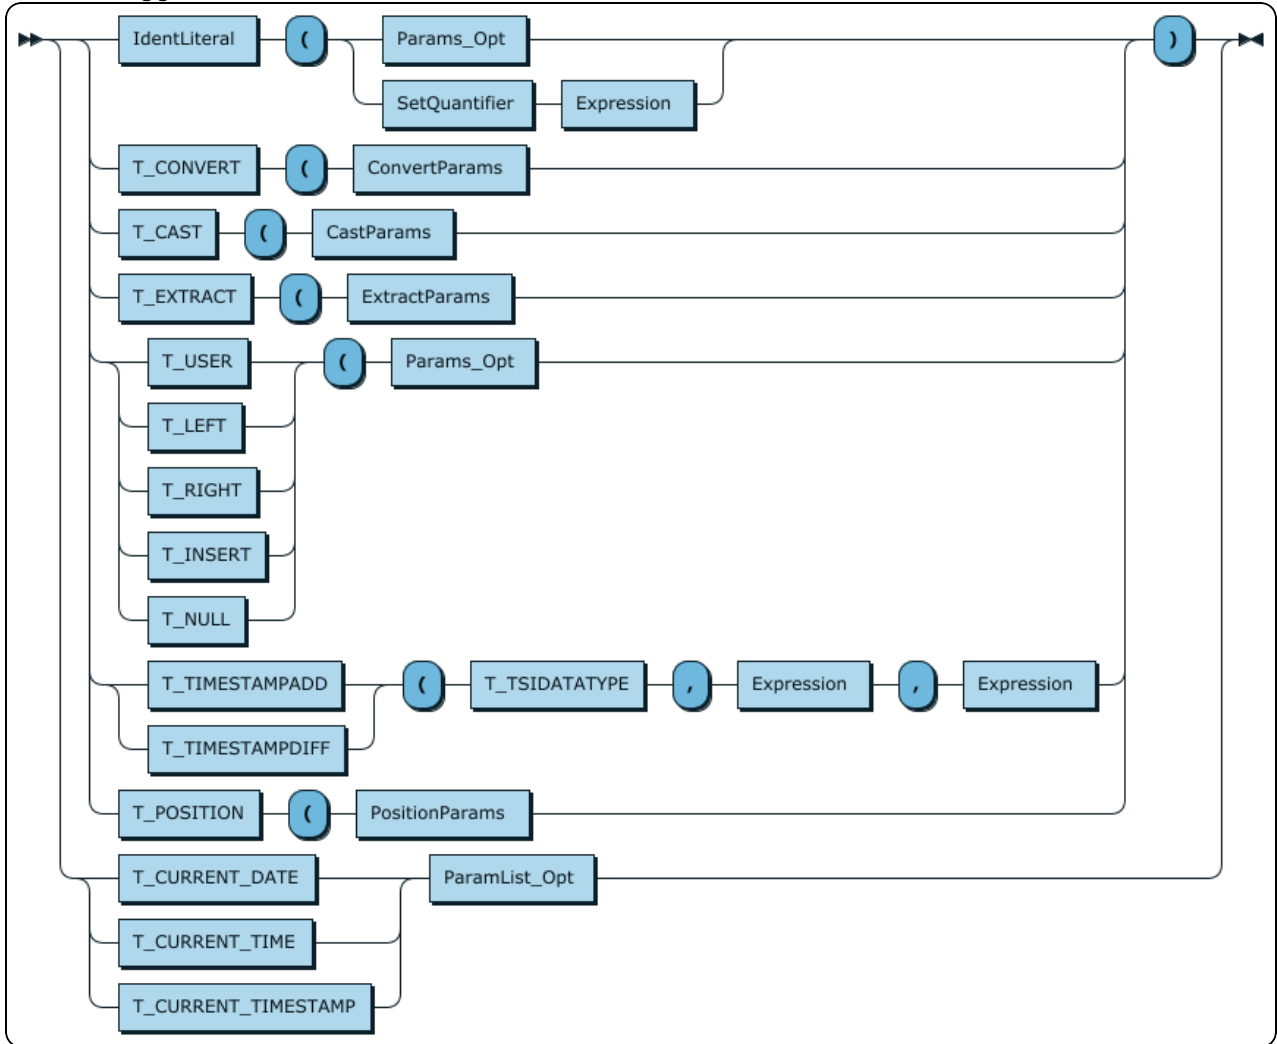 IdentLiteral ( Params_Opt )
SetQuantifier Expression
T_CONVERT ( ConvertParams
T_CAST ( CastParams
T_EXTRACT ( ExtractParams
T_USER ( Params_Opt
T_LEFT
T_RIGHT
T_INSERT
T_NULL
T_TIMESTAMPADD ( T_TSIDATATYPE , Expression , Expression
T_TIMESTAMPDIFF
T_POSITION ( PositionParams
T_CURRENT_DATE ParamList_Opt
T_CURRENT_TIME
T_CURRENT_TIMESTAMP